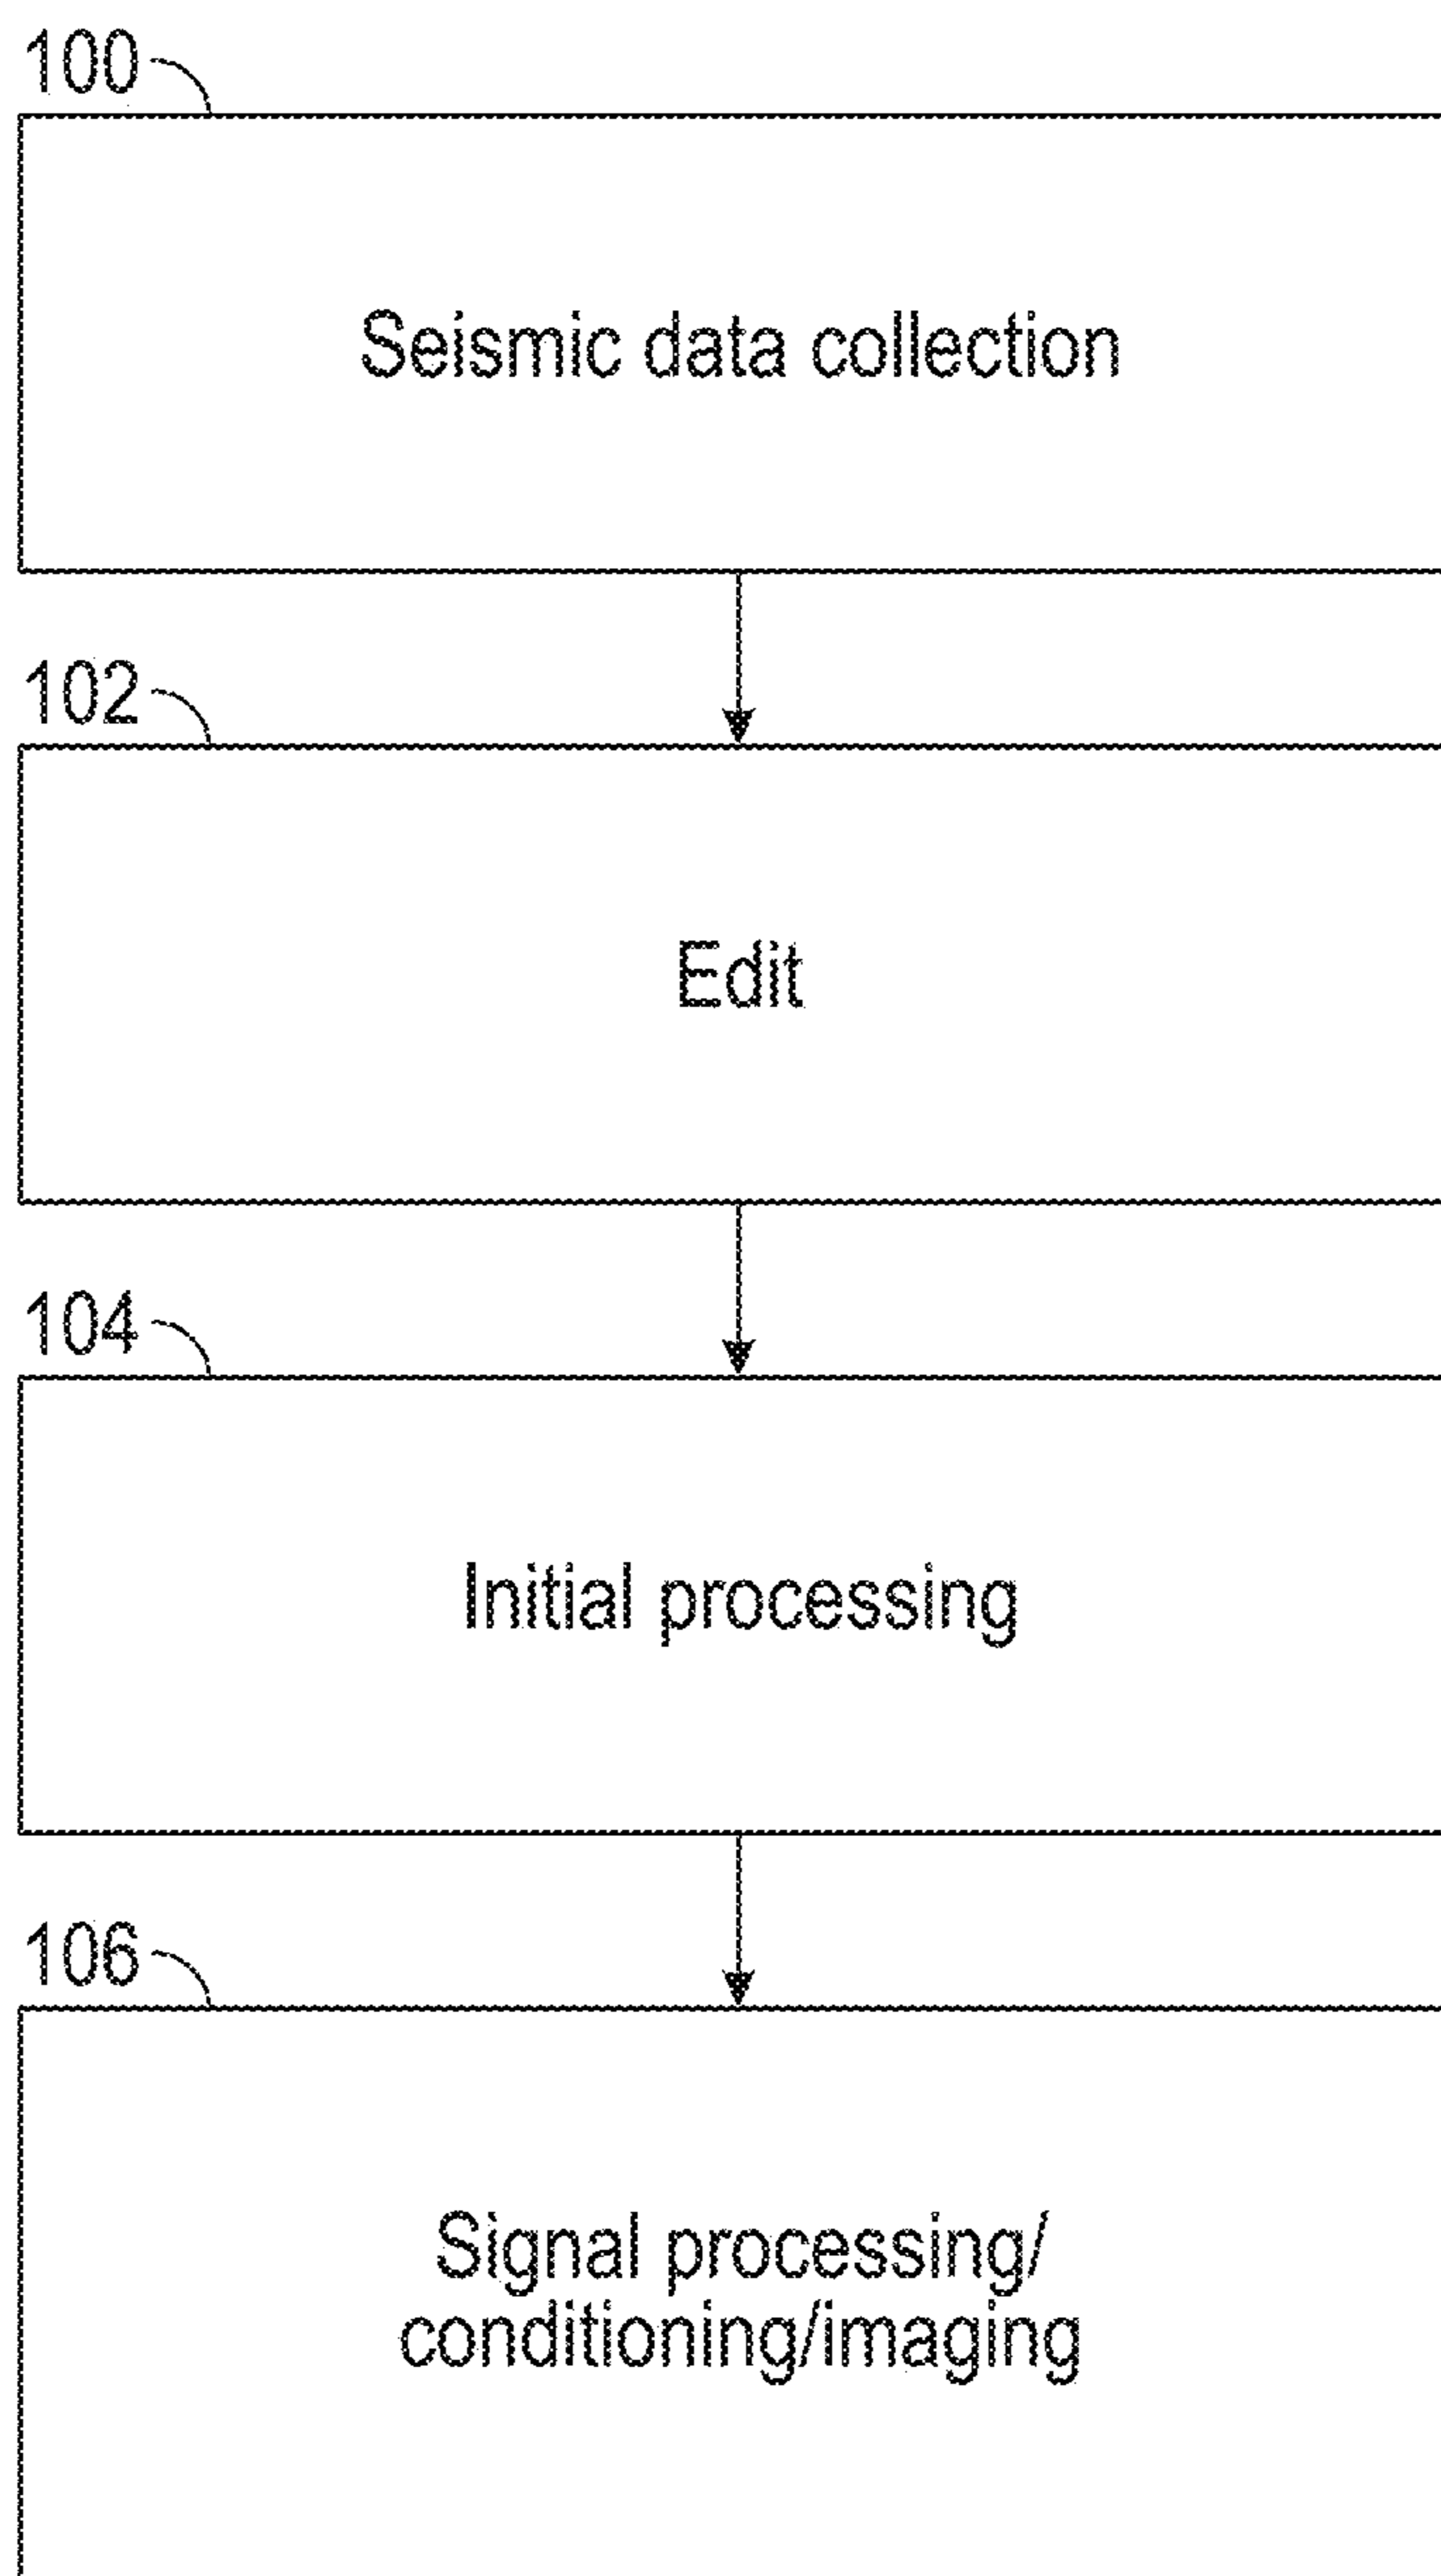 100
Seismic data collection
102
Edit
104
Initial processing
106
Signal processing/
conditioning/imaging